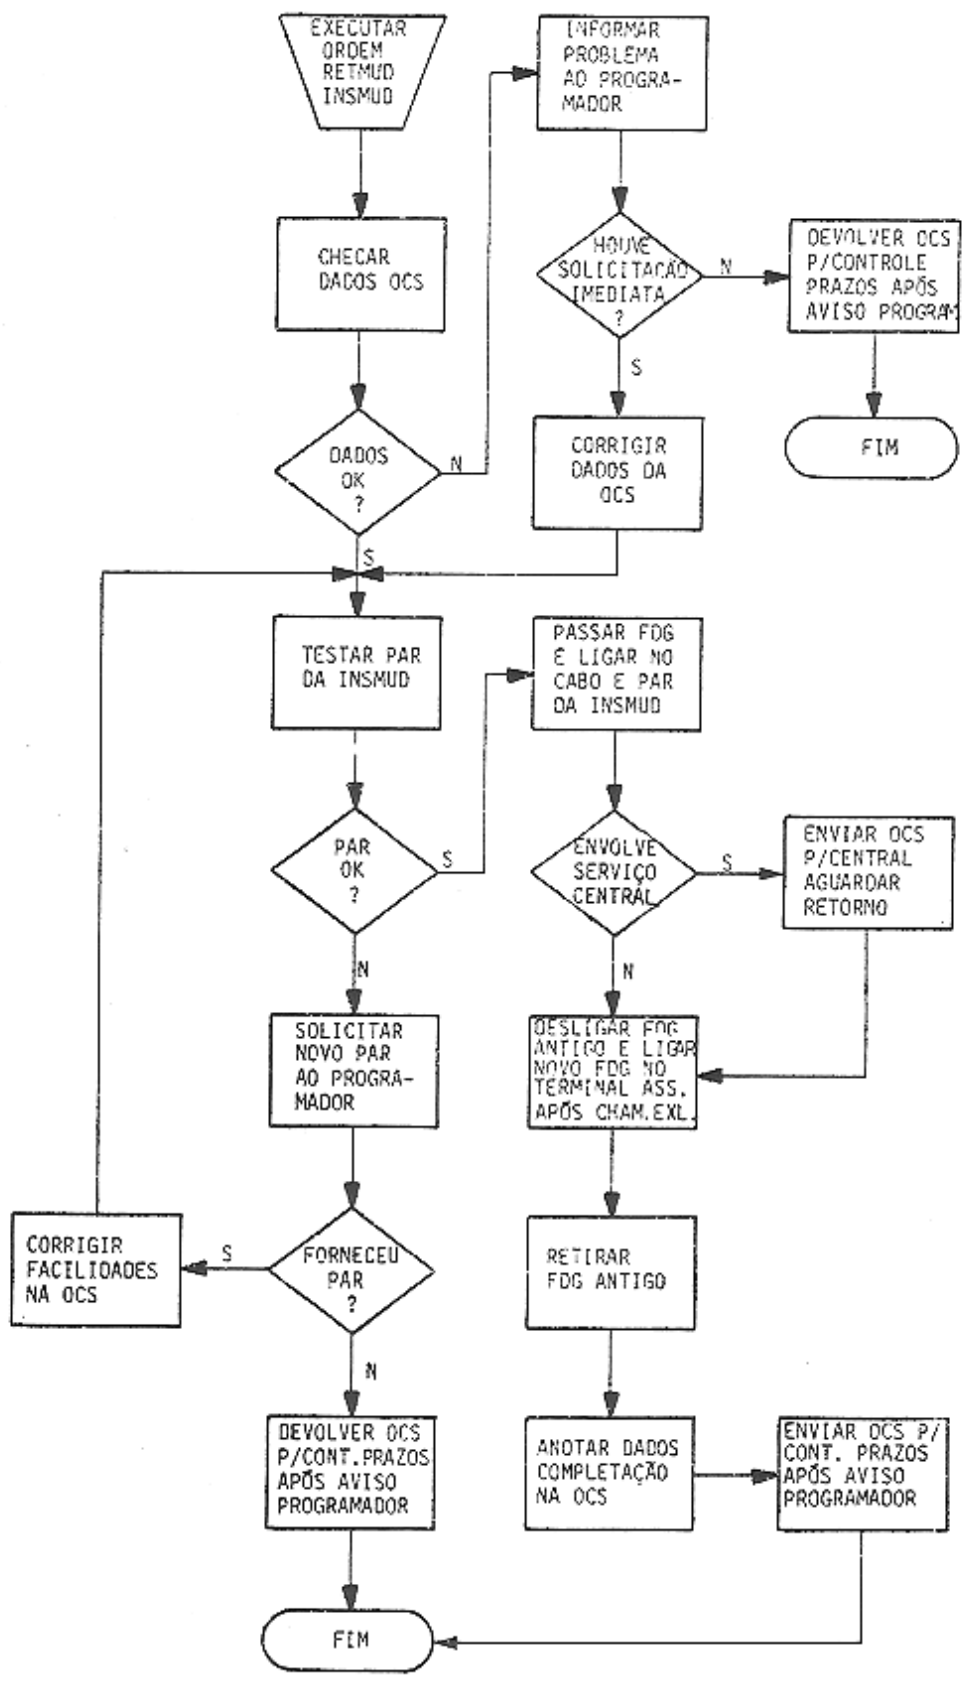 EXECUTAR
ORDEM
RETMUD
INSMUD
INFORMAR
PROBLEMA
AO PROGRA-
MADOR
CHECAR
DADOS OCS
HOUVE
SOLICITAÇÃO
IMEDIATA
?
N
DEVOLVER OCS
P/CONTROLE
PRAZOS APÓS
AVISO PROGRAM
S
DADOS
OK
?
N
CORRIGIR
DADOS DA
OCS
FIM
S
TESTAR PAR
DA INSMUD
PASSAR FDG
E LIGAR NO
CABO E PAR
DA INSMUD
PAR
OK
?
S
ENVOLVE
SERVIÇO
CENTRAL
S
ENVIAR OCS
P/CENTRAL
AGUARDAR
RETORNO
N
N
SOLICITAR
NOVO PAR
AO PROGRA-
MADOR
DESLIGAR FDG
ANTIGO E LIGAR
NOVO FDG NO
TERMINAL ASS.
APÓS CHAM.EXL.
CORRIGIR
FACILIDADES
NA OCS
S
FORNECEU
PAR
?
RETIRAR
FDG ANTIGO
N
DEVOLVER OCS
P/CONT.PRAZOS
APÓS AVISO
PROGRAMADOR
ANOTAR DADOS
COMPLETAÇÃO
NA OCS
ENVIAR OCS P/
CONT. PRAZOS
APÓS AVISO
PROGRAMADOR
FIM